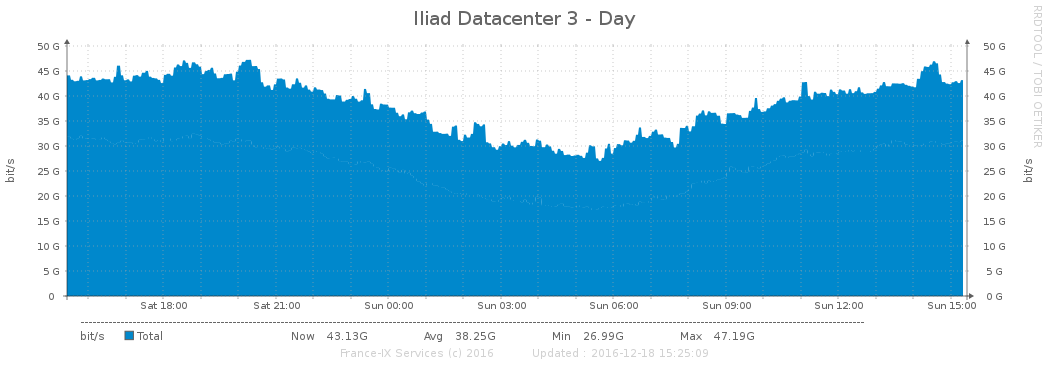 Iliad Datacenter 3 - Day
RRDTOOL / TOBI OETIKER
50 G 50 G
45 G 45 G
40 G 40 G
35 G 35 G
30 G 30 G
25 G 25 G
20 G 20 G
15 G 15 G
10 G 10 G
5 G 5 G
0 0 G
bit/s bit/s
Sat 18:00 Sat 21:00 Sun 00:00 Sun 03:00 Sun 06:00 Sun 09:00 Sun 12:00 Sun 15:00
bit/s Total Now 43.13G Avg 38.25G Min 26.99G Max 47.19G
France-IX Services (c) 2016 Updated : 2016-12-18 15:25:09